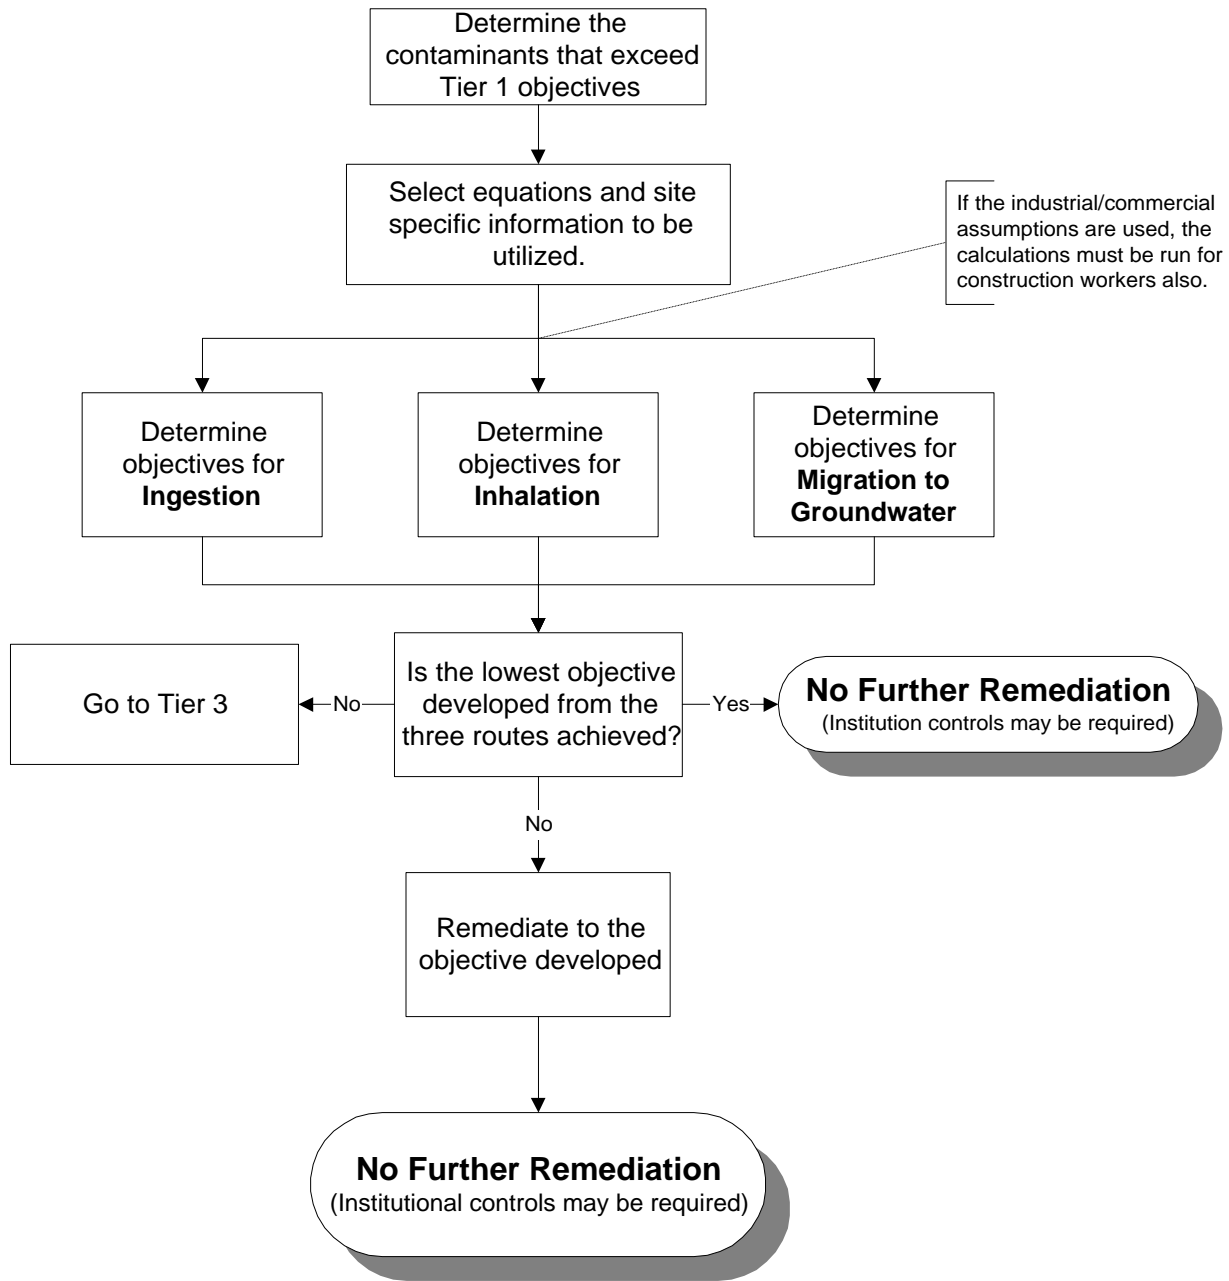 Determine the
contaminants that exceed
Tier 1 objectives
Select equations and site
specific information to be
utilized.
If the industrial/commercial
assumptions are used, the
calculations must be run for
construction workers also.
Determine
objectives for
Ingestion
Determine
objectives for
Inhalation
Determine
objectives for
Migration to
Groundwater
Go to Tier 3
No
Is the lowest objective
developed from the
three routes achieved?
Yes
No Further Remediation
(Institution controls may be required)
No
Remediate to the
objective developed
No Further Remediation
(Institutional controls may be required)